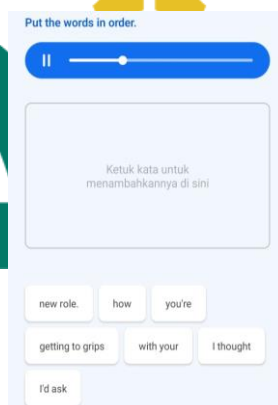 Put the words in order.
Ketuk kata untuk
menambahkannya di sini
new role. how you're
getting to grips with your I thought
I'd ask